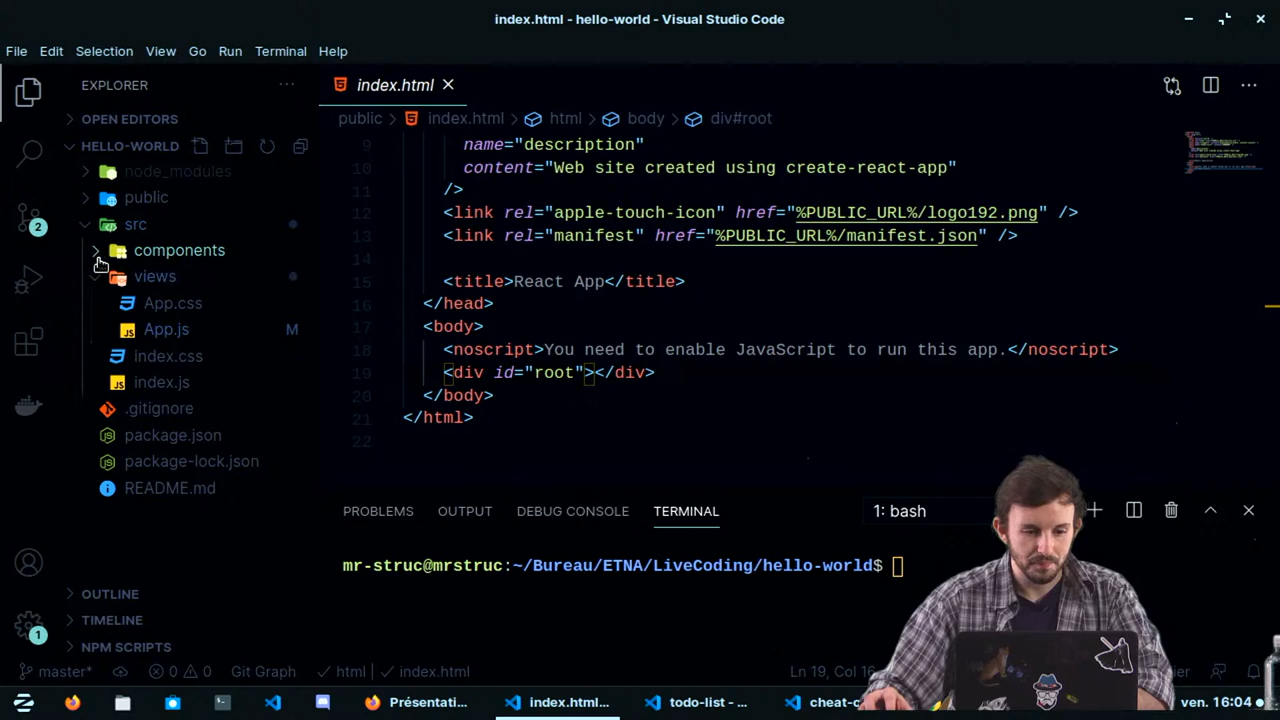 index.html - hello-world - Visual Studio Code
File Edit Selection View Go Run Terminal Help
EXPLORER
index.html
OPEN EDITORS
public index.html html body div#root
HELLO-WORLD
9 name="description"
10 content="Web site created using create-react-app"
11 />
12 <link rel="apple-touch-icon" href="%PUBLIC_URL%/logo192.png" />
13 <link rel="manifest" href="%PUBLIC_URL%/manifest.json" />
14
15 <title>React App</title>
16 </head>
17 <body>
18 <noscript>You need to enable JavaScript to run this app.</noscript>
19 <div id="root"></div>
20 </body>
21 </html>
22
node_modules
public
src
components
views
App.css
App.js M
index.css
index.js
.gitignore
package.json
package-lock.json
README.md
2
PROBLEMS OUTPUT DEBUG CONSOLE TERMINAL 1: bash
mr-struc@mrstruc:~/Bureau/ETNA/LiveCoding/hello-world$
OUTLINE
TIMELINE
NPM SCRIPTS
1
master* 0 0 Git Graph html index.html Ln 19, Col 16
Présentati... index.html... todo-list - ... ven. 16:04